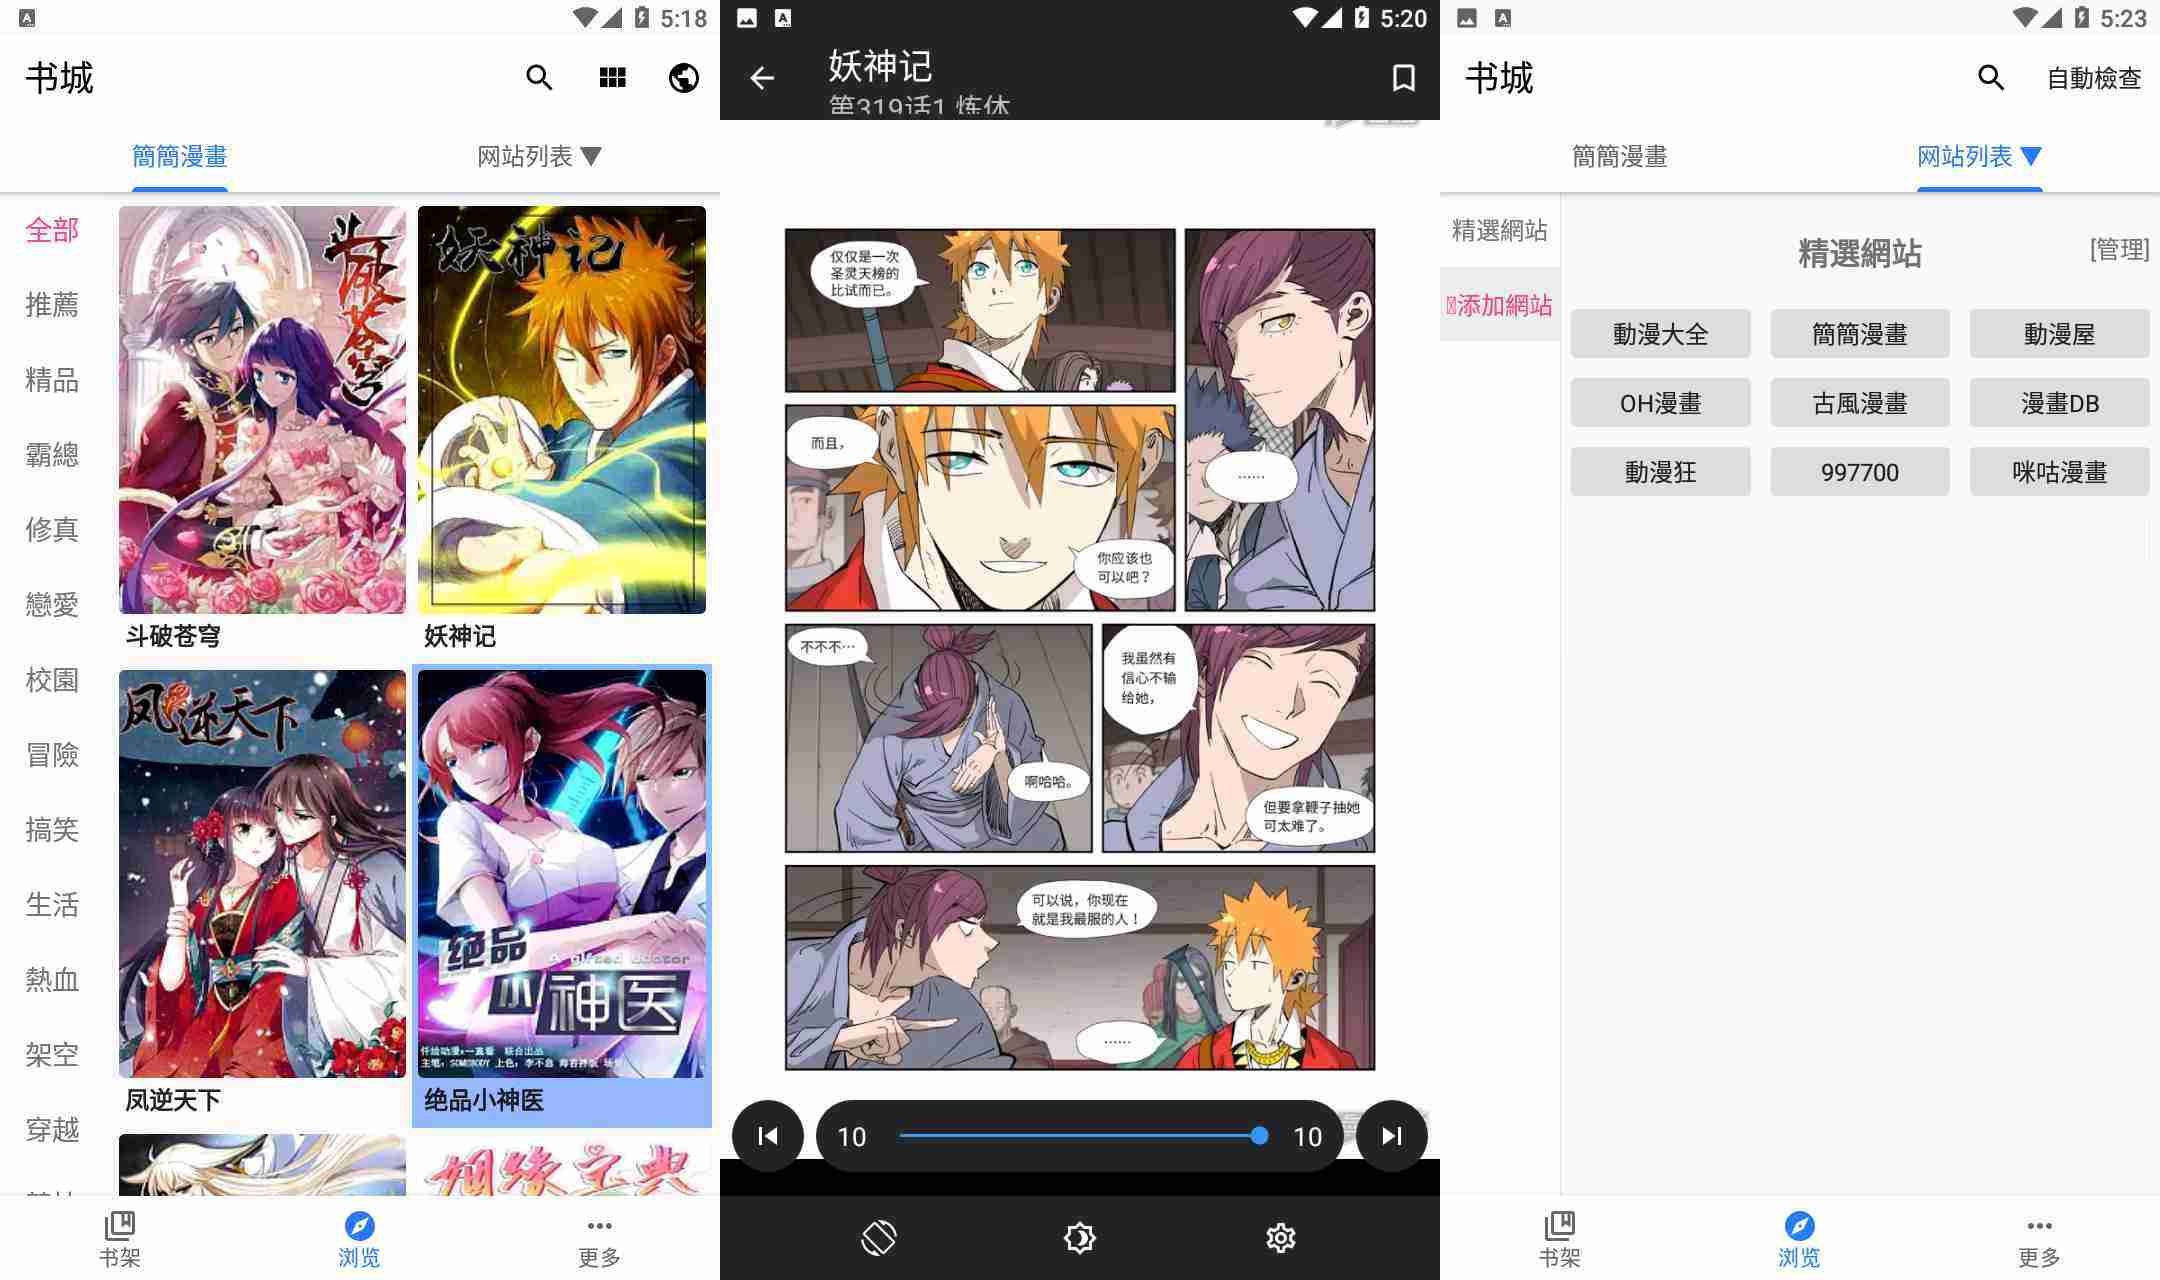 5:18
书城
簡簡漫畫
网站列表 ▼
全部
推薦
精品
霸總
修真
戀愛
校園
冒險
搞笑
生活
熱血
架空
穿越
斗破苍穹
斗破苍穹
妖神记
妖神记
凤逆天下
凤逆天下
绝品
A gifted doctor
小神医
绝品小神医
姻缘宝典
书架
浏览
更多
5:20
妖神记
第319话1 炼体
仅仅是一次
圣灵天榜的
比试而已。
而且，
……
你应该也
可以吧？
不不不…
啊哈哈。
我虽然有
信心不输
给她，
但要拿鞭子抽她
可太难了。
可以说，你现在
就是我最服的人！
……
10
10
5:23
书城
自動檢查
簡簡漫畫
网站列表 ▼
精選網站
添加網站
精選網站
[管理]
動漫大全
簡簡漫畫
動漫屋
OH漫畫
古風漫畫
漫畫DB
動漫狂
997700
咪咕漫畫
书架
浏览
更多